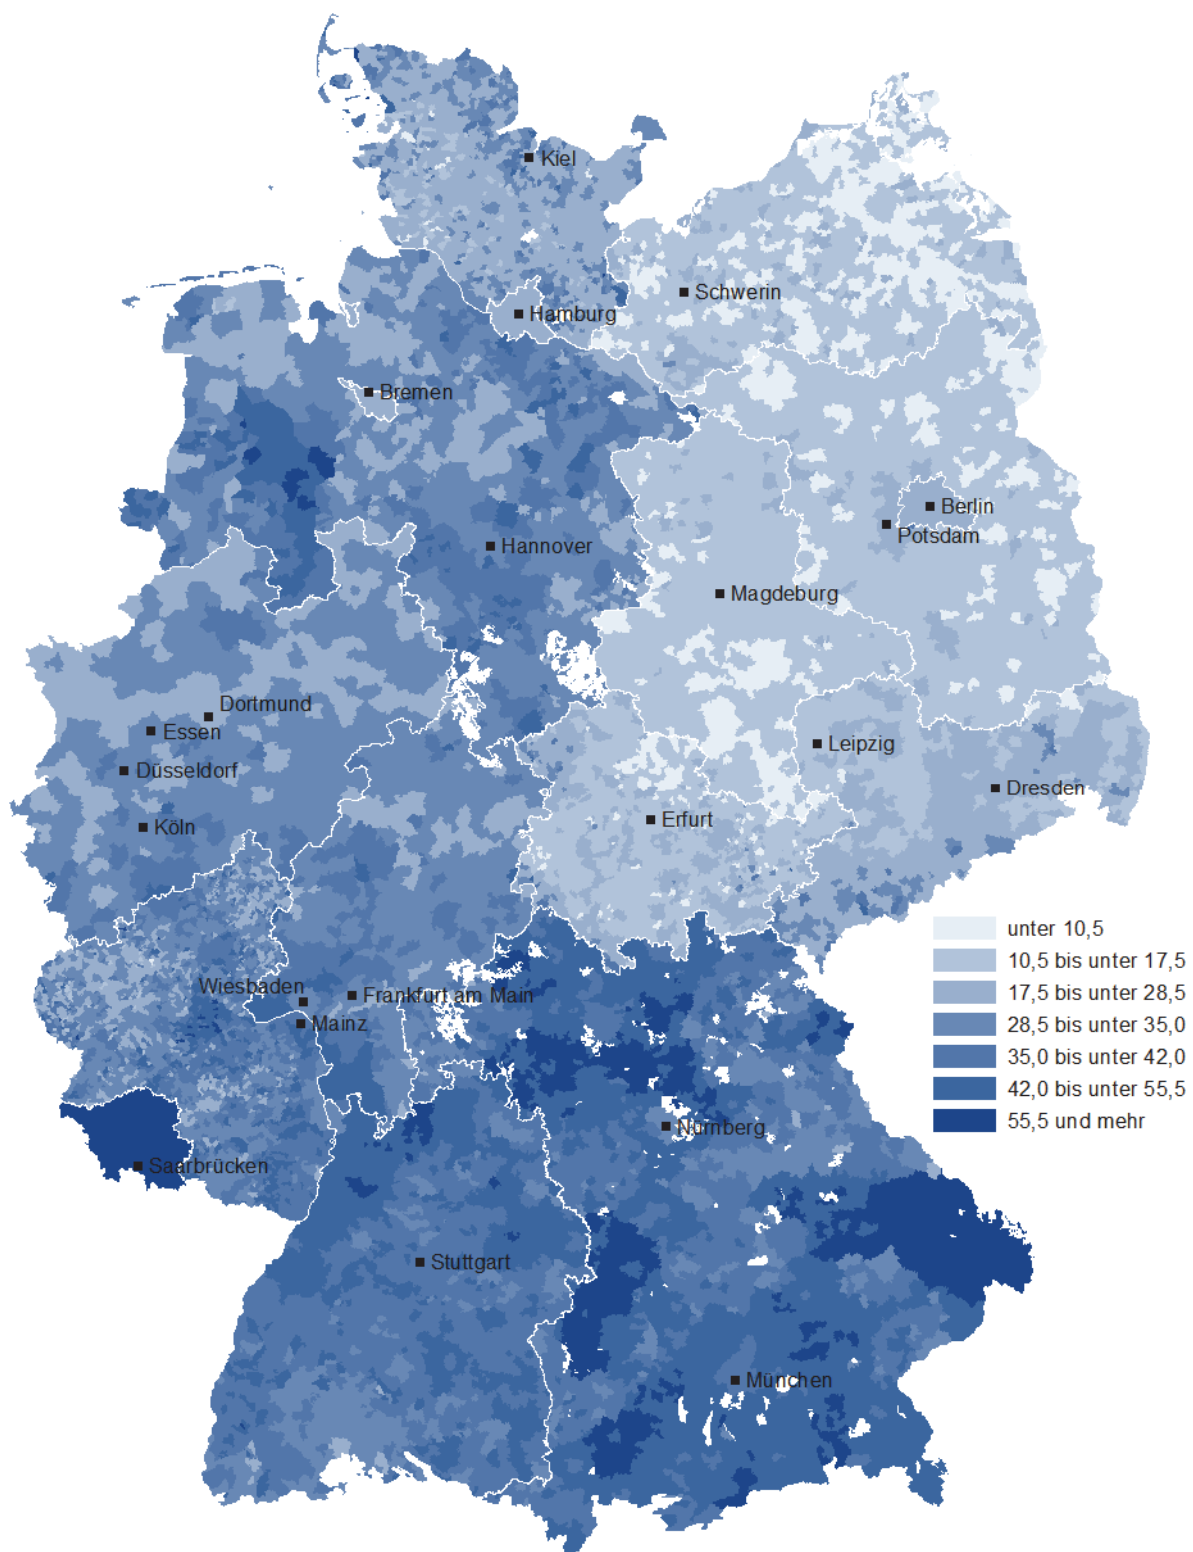 Kiel
Schwerin
Hamburg
Bremen
Berlin
Potsdam
Hannover
Magdeburg
Dortmund
Essen
Leipzig
Düsseldorf
Dresden
Köln
Erfurt
Wiesbaden
Frankfurt am Main
Mainz
Nürnberg
Saarbrücken
Stuttgart
München
unter 10,5
10,5 bis unter 17,5
17,5 bis unter 28,5
28,5 bis unter 35,0
35,0 bis unter 42,0
42,0 bis unter 55,5
55,5 und mehr